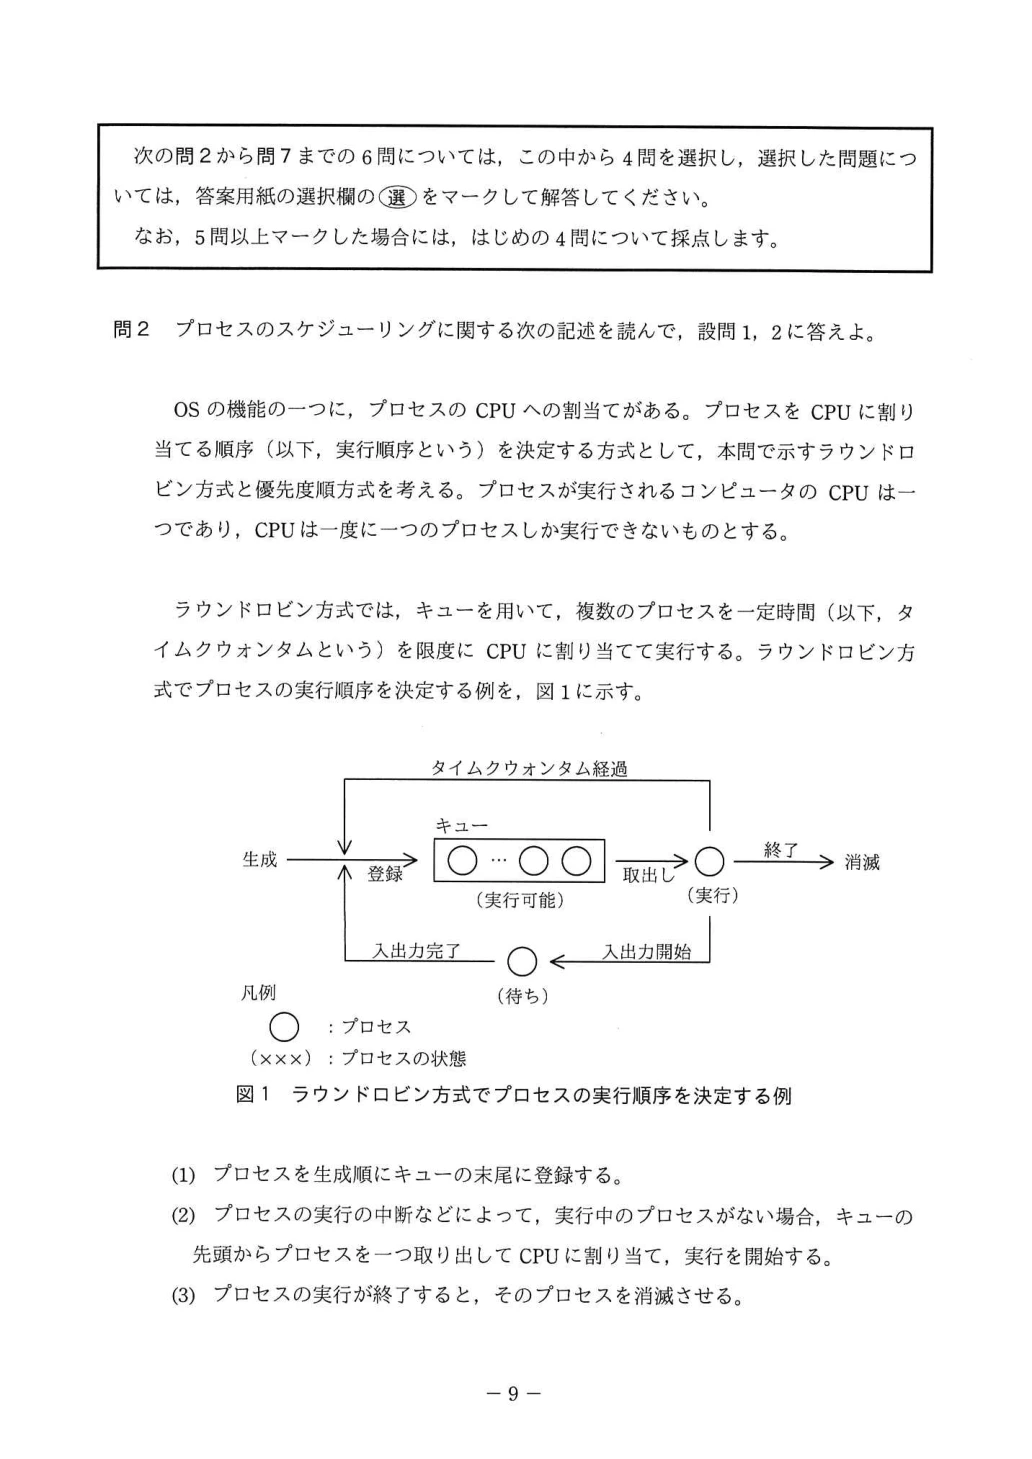 次の問2から問7までの6問については，この中から4問を選択し，選択した問題につ
いては，答案用紙の選択欄の選をマークして解答してください。
なお，5問以上マークした場合には，はじめの4問について採点します。
問2　プロセスのスケジューリングに関する次の記述を読んで，設問1，2に答えよ。
OSの機能の一つに，プロセスのCPUへの割当てがある。プロセスをCPUに割り
当てる順序（以下，実行順序という）を決定する方式として，本問で示すラウンドロ
ビン方式と優先度順方式を考える。プロセスが実行されるコンピュータのCPUは一
つであり，CPUは一度に一つのプロセスしか実行できないものとする。
ラウンドロビン方式では，キューを用いて，複数のプロセスを一定時間（以下，タ
イムクウォンタムという）を限度にCPUに割り当てて実行する。ラウンドロビン方
式でプロセスの実行順序を決定する例を，図1に示す。
タイムクウォンタム経過
キュー
生成
登録
…
取出し
終了
消滅
（実行可能）
（実行）
入出力完了
入出力開始
（待ち）
凡例
：プロセス
（×××）：プロセスの状態
図1　ラウンドロビン方式でプロセスの実行順序を決定する例
(1)　プロセスを生成順にキューの末尾に登録する。
(2)　プロセスの実行の中断などによって，実行中のプロセスがない場合，キューの
先頭からプロセスを一つ取り出してCPUに割り当て，実行を開始する。
(3)　プロセスの実行が終了すると，そのプロセスを消滅させる。
－9－